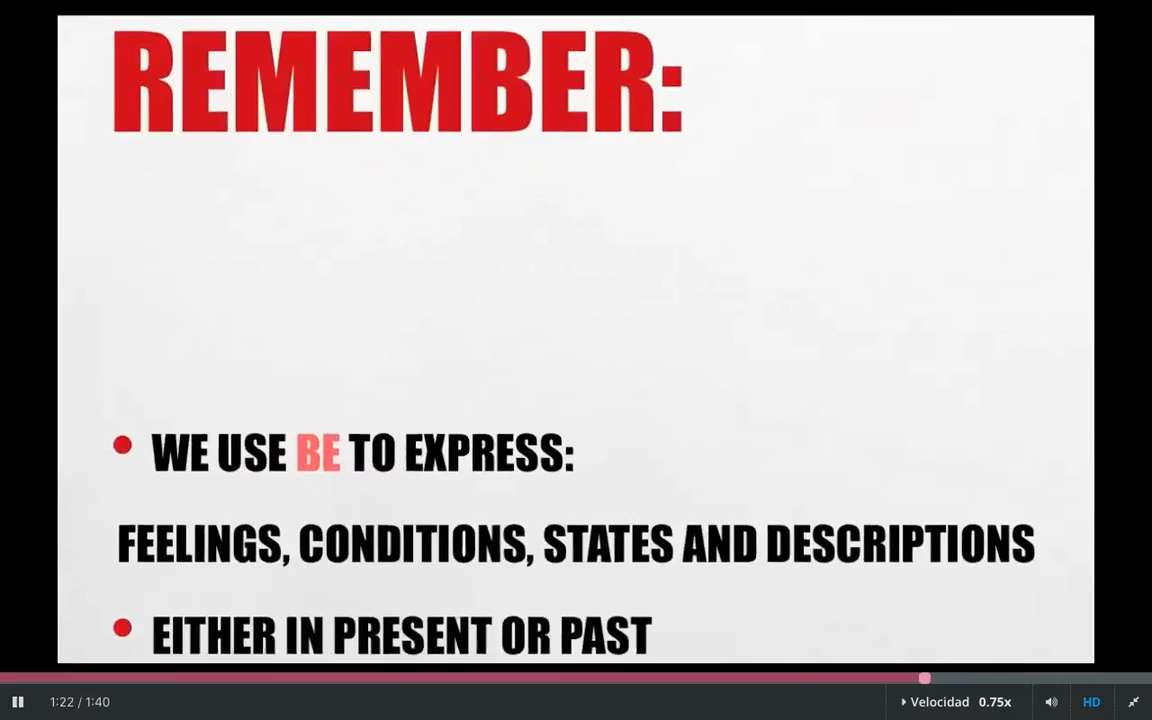 REMEMBER:
• WE USE BE TO EXPRESS:
FEELINGS, CONDITIONS, STATES AND DESCRIPTIONS
• EITHER IN PRESENT OR PAST
1:22 / 1:40 Velocidad 0.75x HD